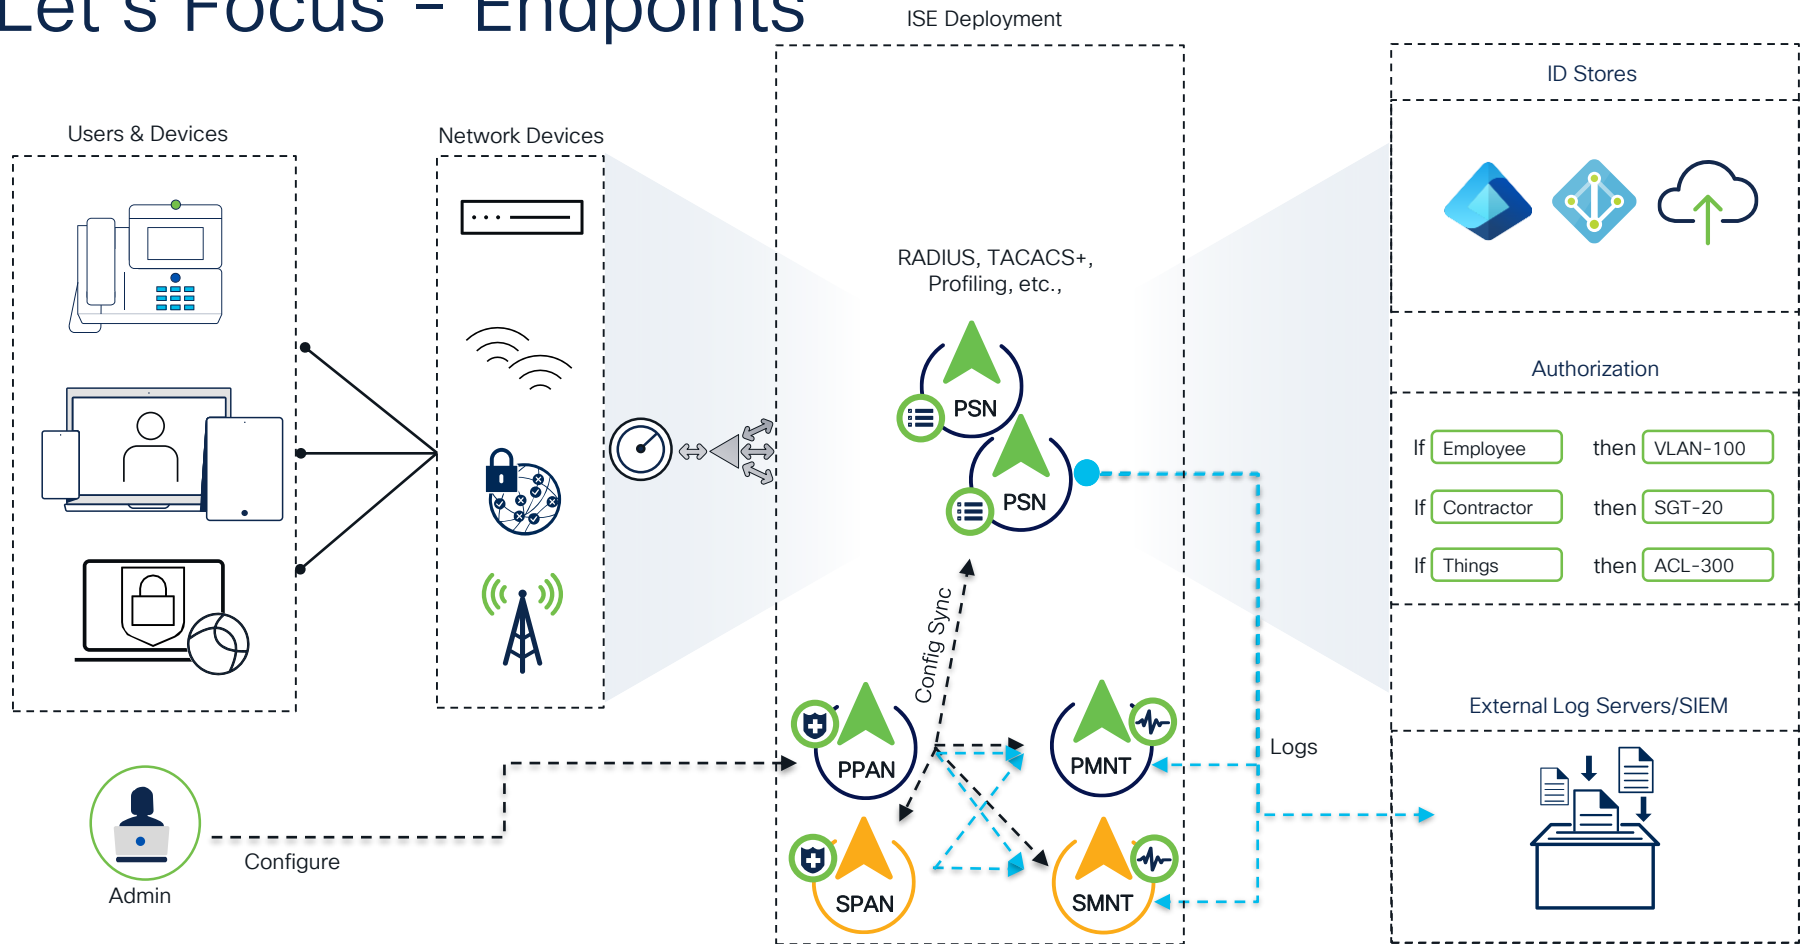 Let's Focus - Endpoints
ISE Deployment
ID Stores
Users & Devices
Network Devices
RADIUS, TACACS+,
Profiling, etc.,
PSN
PSN
Authorization
If Employee then VLAN-100
If Contractor then SGT-20
If Things then ACL-300
Config Sync
External Log Servers/SIEM
Logs
PPAN
PMNT
SPAN
SMNT
Configure
Admin